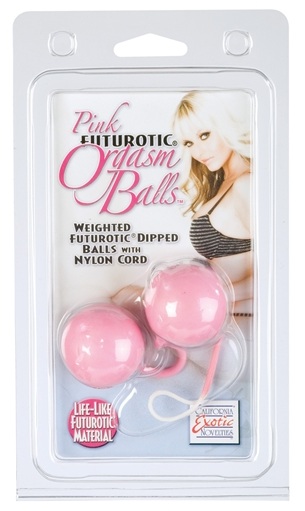 Pink
FUTUROTIC®
Orgasm
Balls™
WEIGHTED
FUTUROTIC® DIPPED
BALLS WITH
NYLON CORD
LIFE-LIKE
FUTUROTIC
MATERIAL
CALIFORNIA
Exotic
NOVELTIES